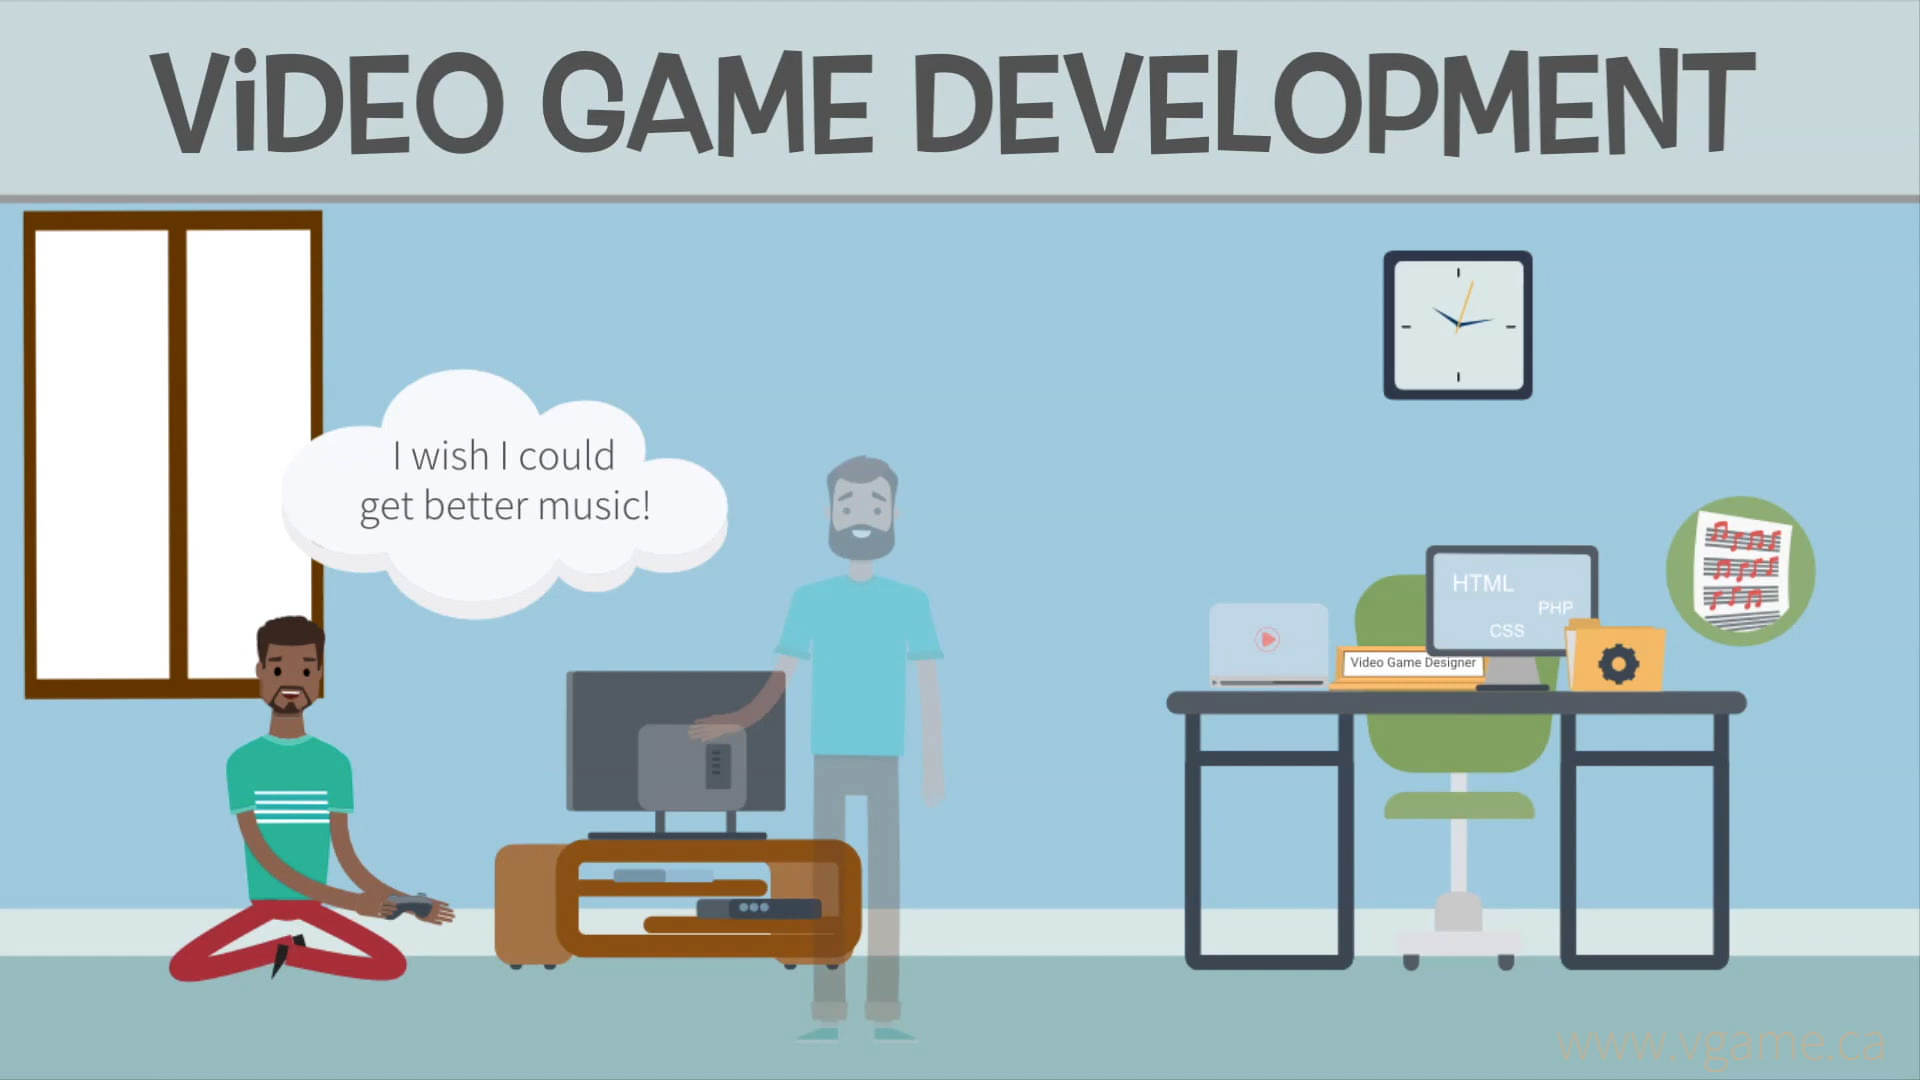 ViDEO GAME DEVELOPMENT
I wish I could
get better music!
HTML
PHP
CSS
Video Game Designer
www.vgame.ca